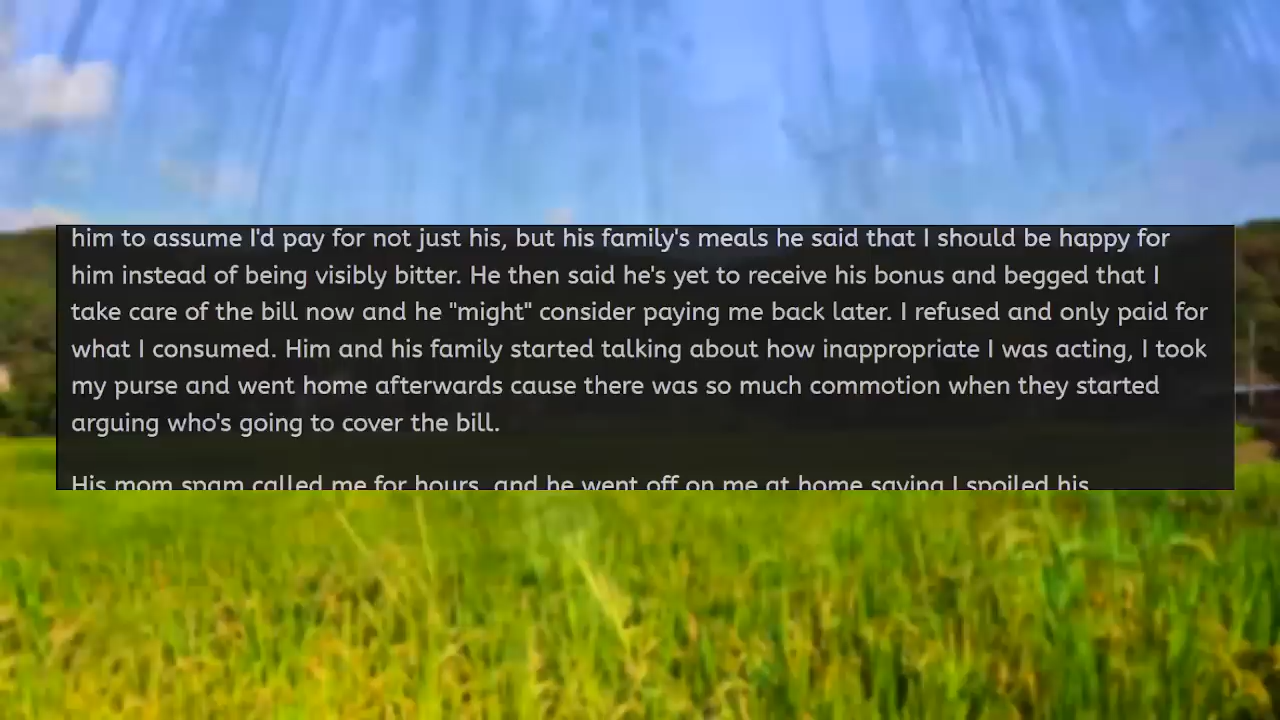 him to assume I'd pay for not just his, but his family's meals he said that I should be happy for
him instead of being visibly bitter. He then said he's yet to receive his bonus and begged that I
take care of the bill now and he "might" consider paying me back later. I refused and only paid for
what I consumed. Him and his family started talking about how inappropriate I was acting, I took
my purse and went home afterwards cause there was so much commotion when they started
arguing who's going to cover the bill.
His mom spam called me for hours, and he went off on me at home saying I spoiled his